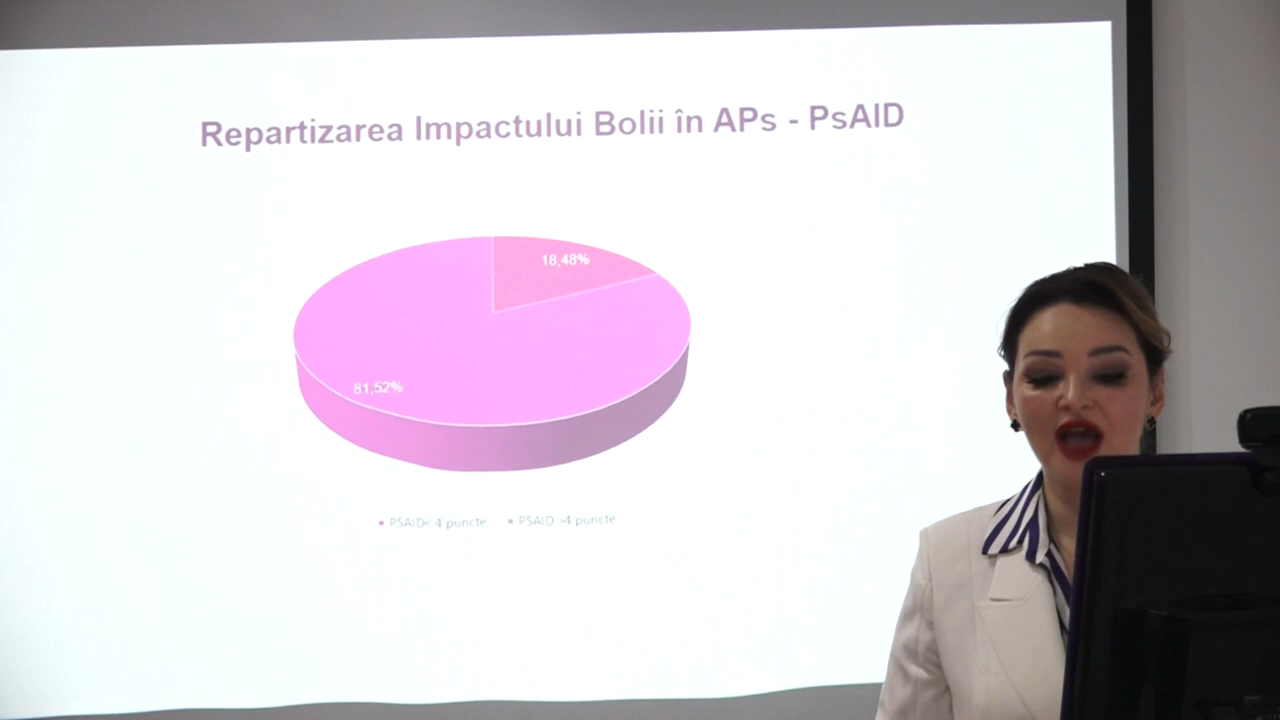 Repartizarea Impactului Bolii în APs - PsAID
18,48%
81,52%
PSAID< 4 puncte PSAID >4 puncte